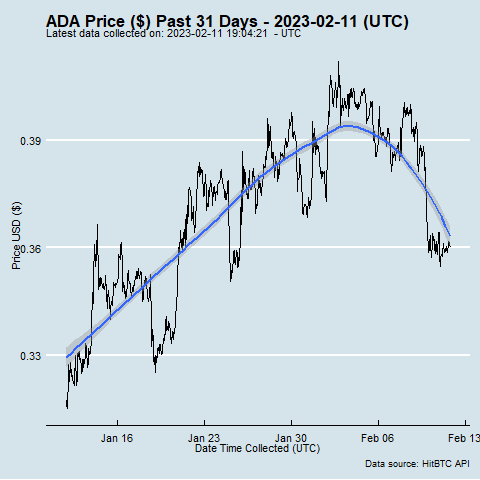 ADA Price ($) Past 31 Days - 2023-02-11 (UTC)
Latest data collected on: 2023-02-11 19:04:21 - UTC
Price USD ($)
0.39
0.36
0.33
Jan 16 Jan 23 Jan 30 Feb 06 Feb 13
Date Time Collected (UTC)
Data source: HitBTC API